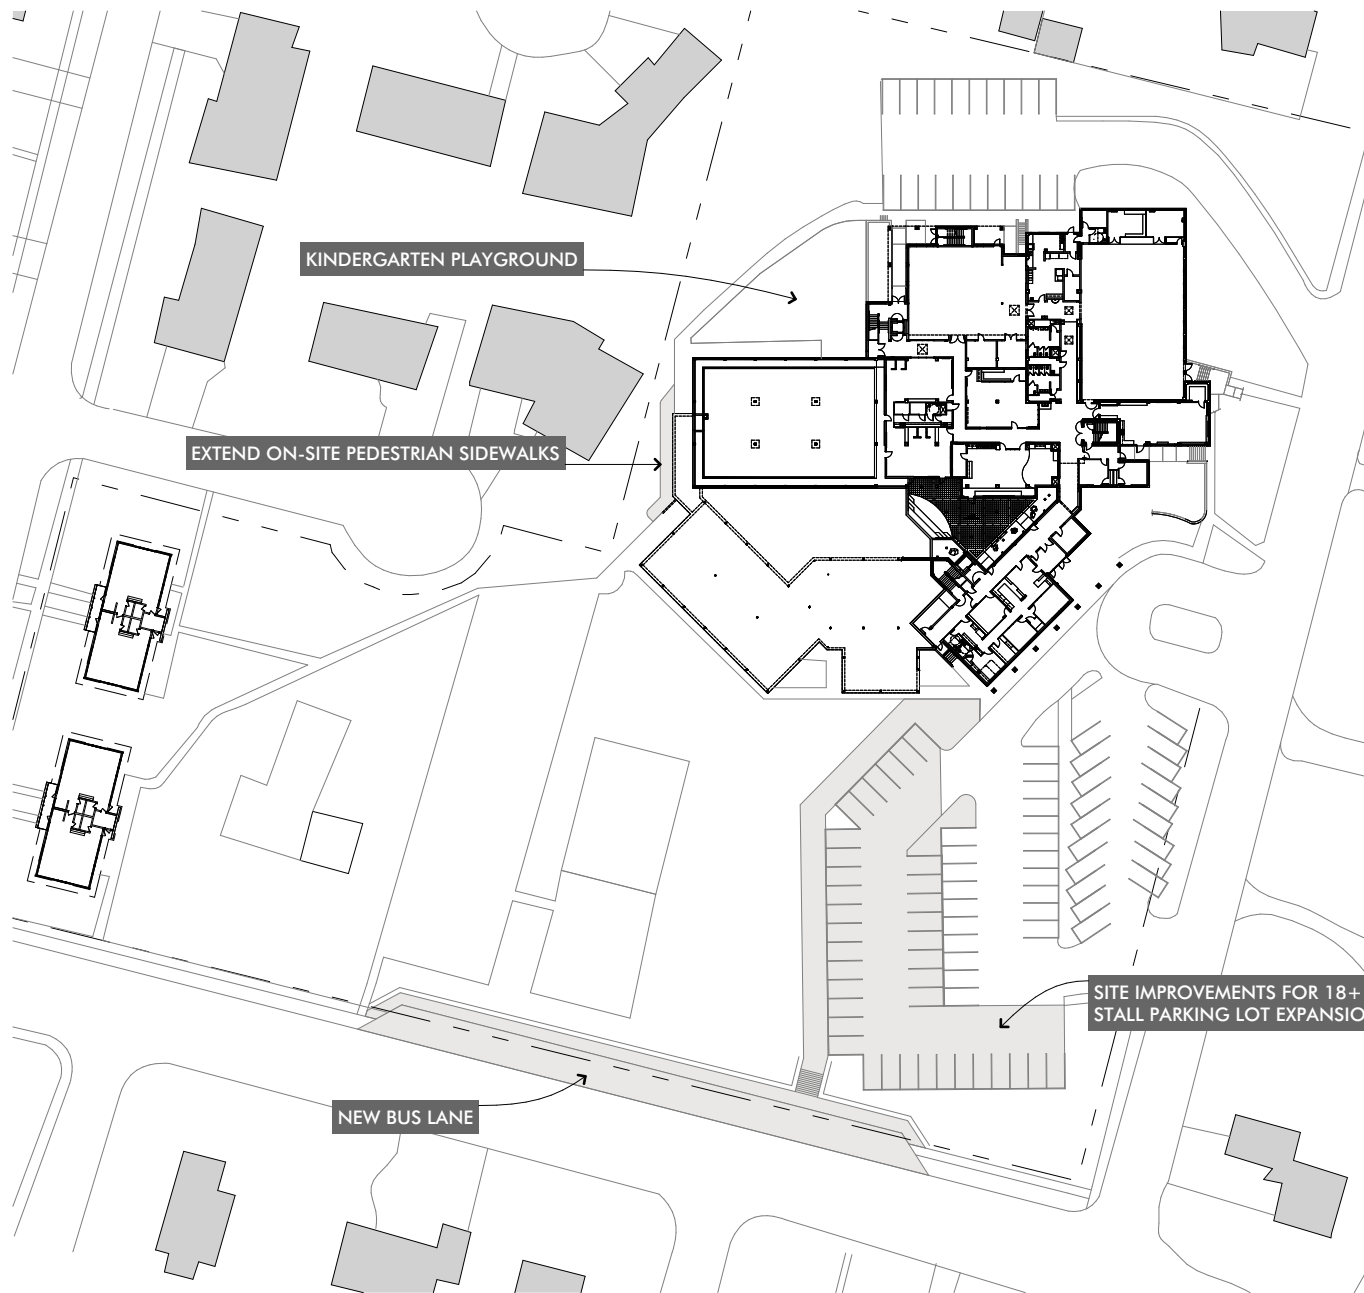 KINDERGARTEN PLAYGROUND
EXTEND ON-SITE PEDESTRIAN SIDEWALKS
SITE IMPROVEMENTS FOR 18+
STALL PARKING LOT EXPANSIO
NEW BUS LANE